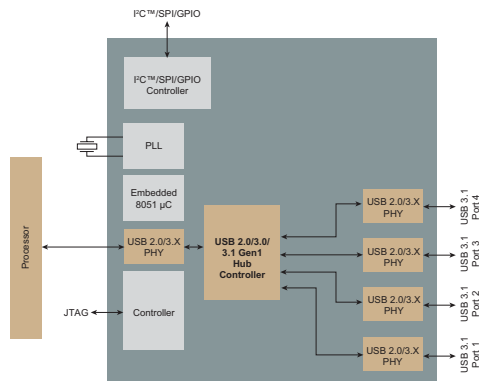 I²C™/SPI/GPIO
I²C™/SPI/GPIO
Controller
PLL
Embedded
8051 µC
USB 2.0/3.X
PHY
Controller
JTAG
Processor
USB 2.0/3.0/
3.1 Gen1
Hub
Controller
USB 2.0/3.X
PHY
USB 3.1
Port 4
USB 2.0/3.X
PHY
USB 3.1
Port 3
USB 2.0/3.X
PHY
USB 3.1
Port 2
USB 2.0/3.X
PHY
USB 3.1
Port 1